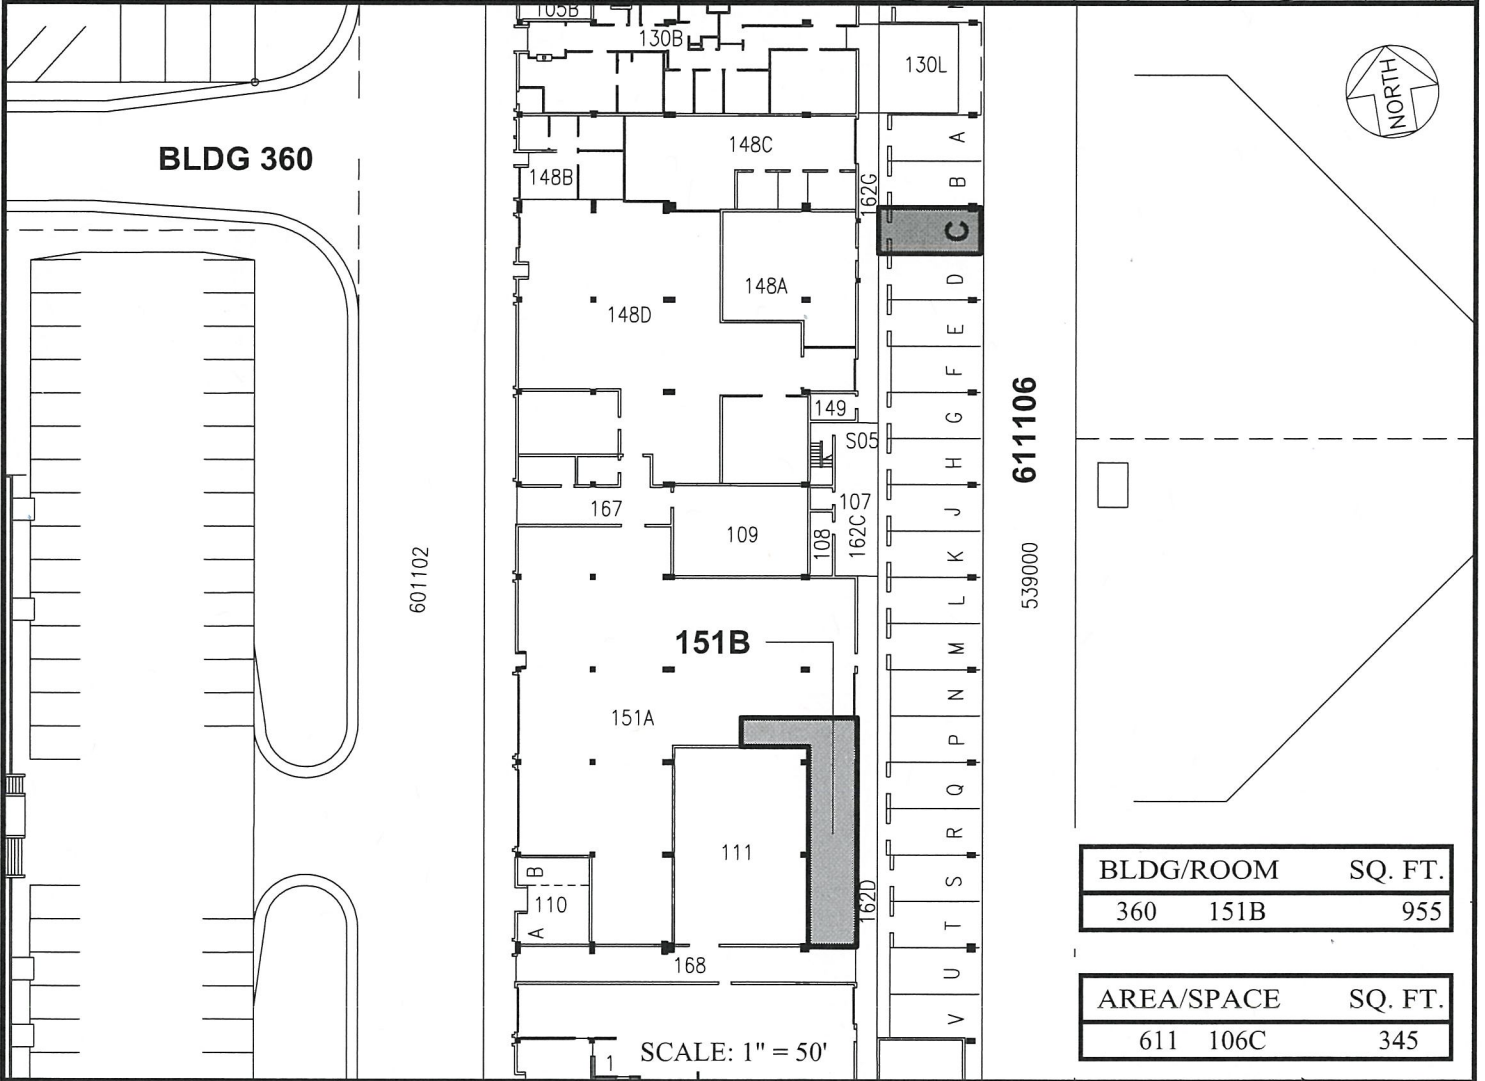 105B
130B
130L
NORTH
A
148C
BLDG 360
148B
B
162G
C
148A
D
148D
E
F
149
G
611106
S05
H
107
167
J
109
108
162C
K
601102
539000
L
151B
M
N
151A
P
Q
R
111
B
S
110
162D
A
T
168
U
V
1
SCALE: 1" = 50'
BLDG/ROOM SQ. FT.
360 151B 955
AREA/SPACE SQ. FT.
611 106C 345